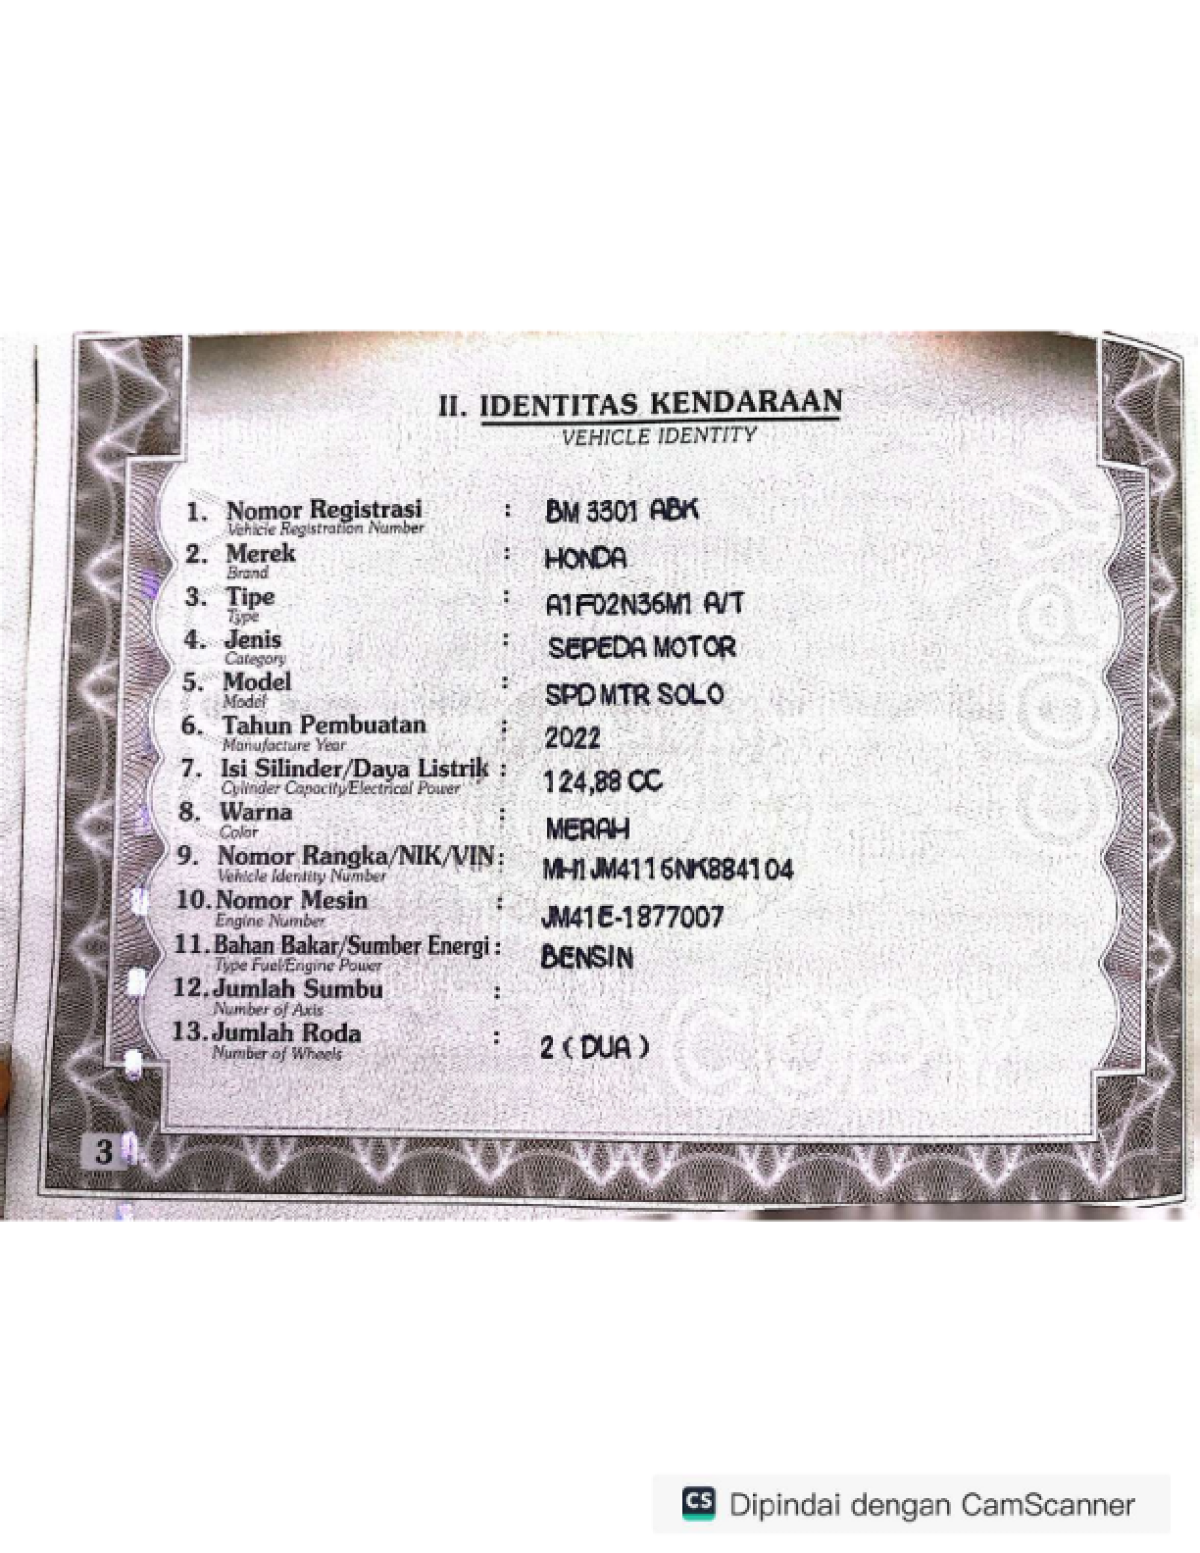 II. IDENTITAS KENDARAAN
VEHICLE IDENTITY
1. Nomor Registrasi : BM 3301 ABK
Vehicle Registration Number
2. Merek : HONDA
Brand
3. Tipe : A1F02N36M1 A/T
Type
4. Jenis : SEPEDA MOTOR
Category
5. Model : SPD MTR SOLO
Model
6. Tahun Pembuatan : 2022
Manufacture Year
7. Isi Silinder/Daya Listrik : 124,88 CC
Cylinder Capacity/Electrical Power
8. Warna : MERAH
Color
9. Nomor Rangka/NIK/VIN : MH1JM4116NK884104
Vehicle Identity Number
10. Nomor Mesin : JM41E-1877007
Engine Number
11. Bahan Bakar/Sumber Energi : BENSIN
Type Fuel/Engine Power
12. Jumlah Sumbu :
Number of Axis
13. Jumlah Roda : 2 ( DUA )
Number of Wheels
COPY
COPY
3
CS Dipindai dengan CamScanner